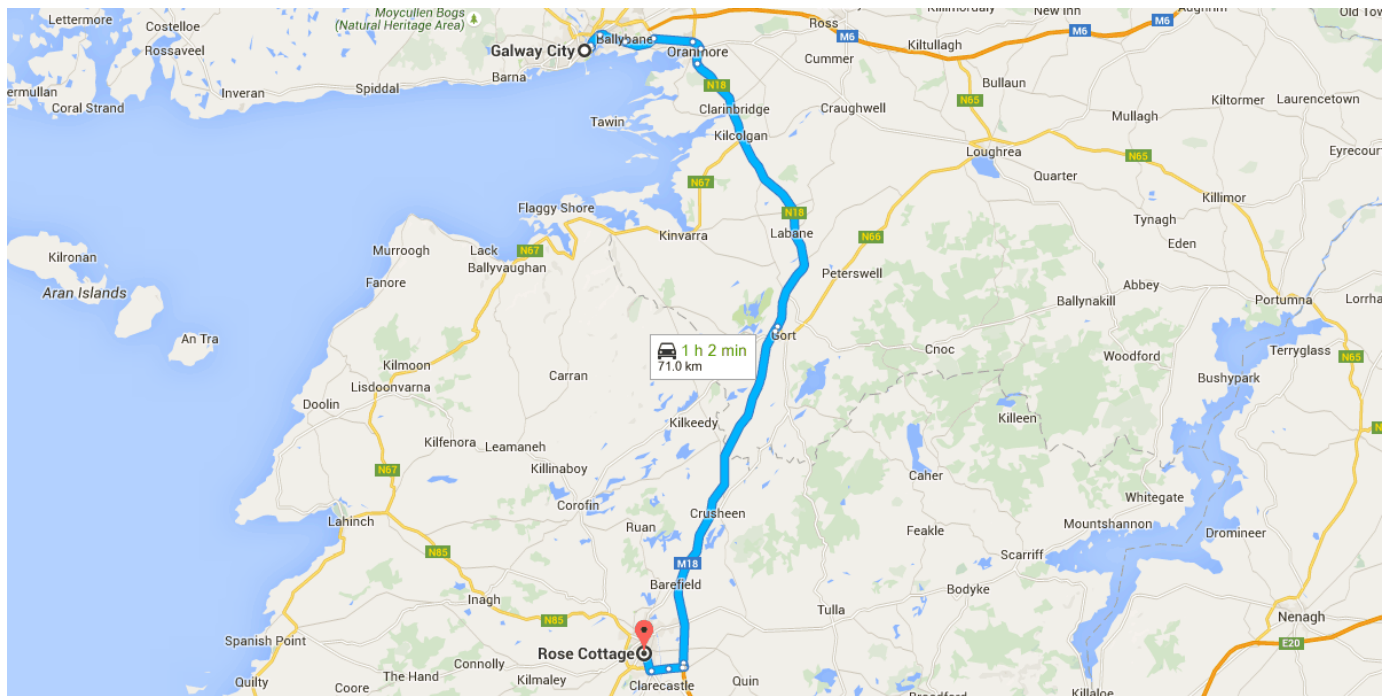 Lettermore
Costelloe
Moycullen Bogs
(Natural Heritage Area)
Rossaveel
Galway City
Ballybane
Oranmore
Ross
Killimordaly
New Inn
Aughrim
M6
Old Tow
M6
Kiltullagh
M6
Cummer
Barna
ermullan
Inveran
Spiddal
Coral Strand
N18
Bullaun
N65
Kiltormer
Laurencetown
Clarinbridge
Craughwell
Tawin
Mullagh
Kilcolgan
Loughrea
N65
Eyrecourt
Quarter
N67
Killimor
Flaggy Shore
N18
Tynagh
Labane
Kinvarra
N66
Eden
Murroogh
Lack
N67
Kilronan
Ballyvaughan
Peterswell
Fanore
Abbey
Aran Islands
Ballynakill
Portumna
Lorrha
An Tra
Gort
1 h 2 min
71.0 km
Cnoc
Woodford
Terryglass
N65
Kilmoon
Carran
Bushypark
Lisdoonvarna
Doolin
Kilkeedy
Killeen
Kilfenora
Leamaneh
N67
Killinaboy
Caher
Corofin
Whitegate
Lahinch
Ruan
Crusheen
Feakle
Mountshannon
Dromineer
N85
Scarriff
M18
Barefield
Bodyke
Inagh
Tulla
N85
Nenagh
Spanish Point
Rose Cottage
E20
Connolly
The Hand
Kilmaley
Quilty
Coore
Clarecastle
Quin
Killaloe